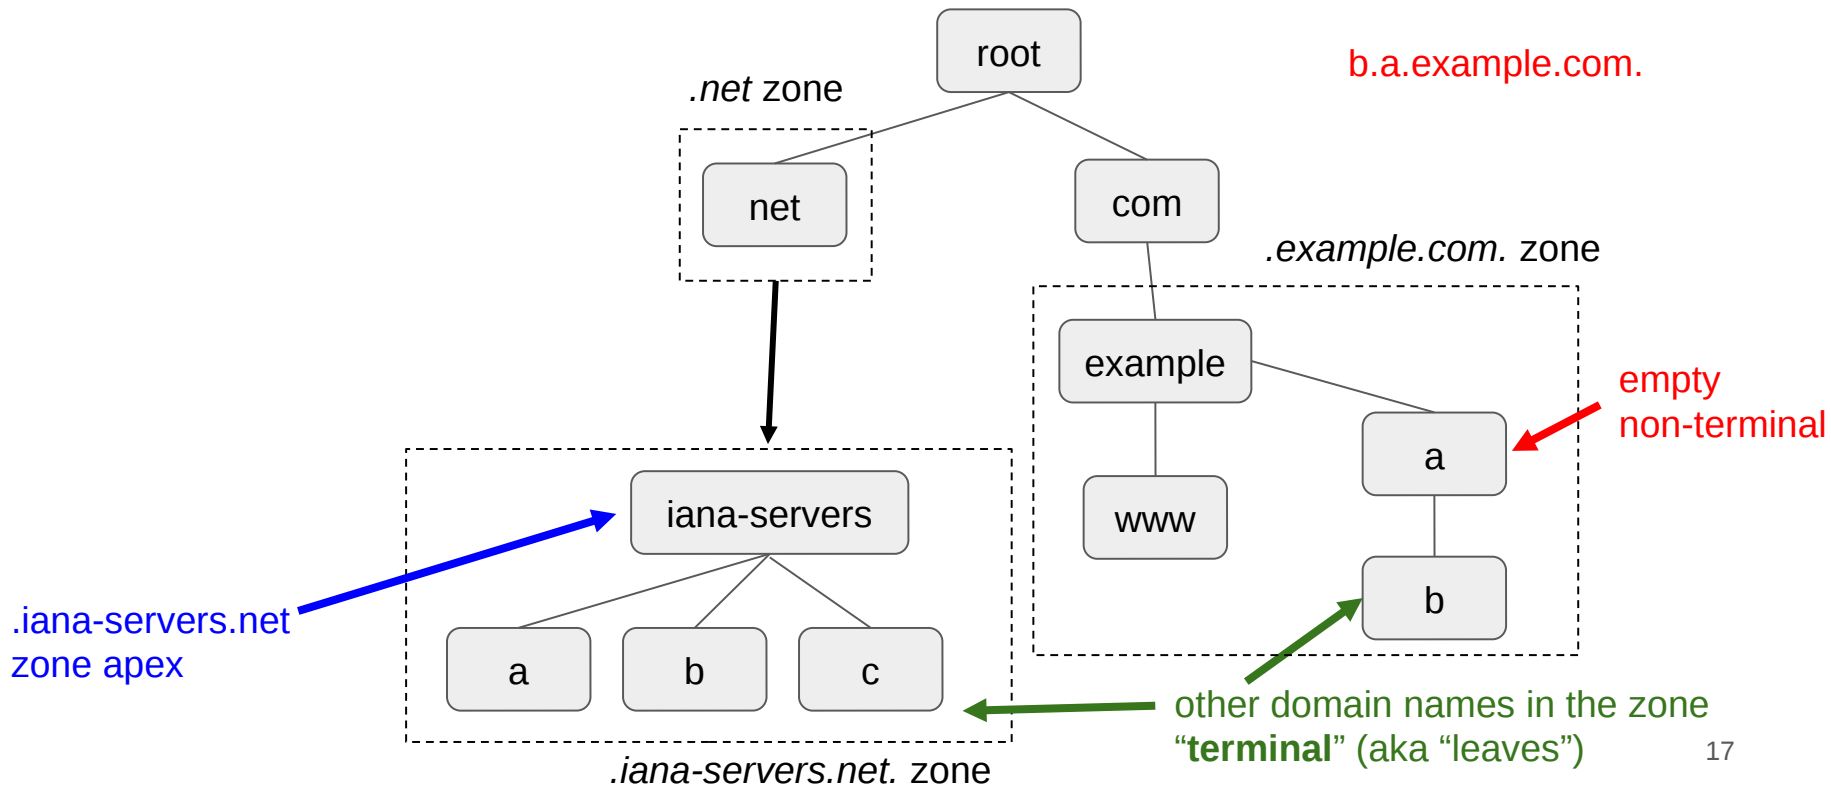 root
b.a.example.com.
.net zone
net
com
.example.com. zone
example
empty
non-terminal
a
iana-servers
www
b
.iana-servers.net
zone apex
a
b
c
other domain names in the zone
“terminal” (aka “leaves”)
17
.iana-servers.net. zone